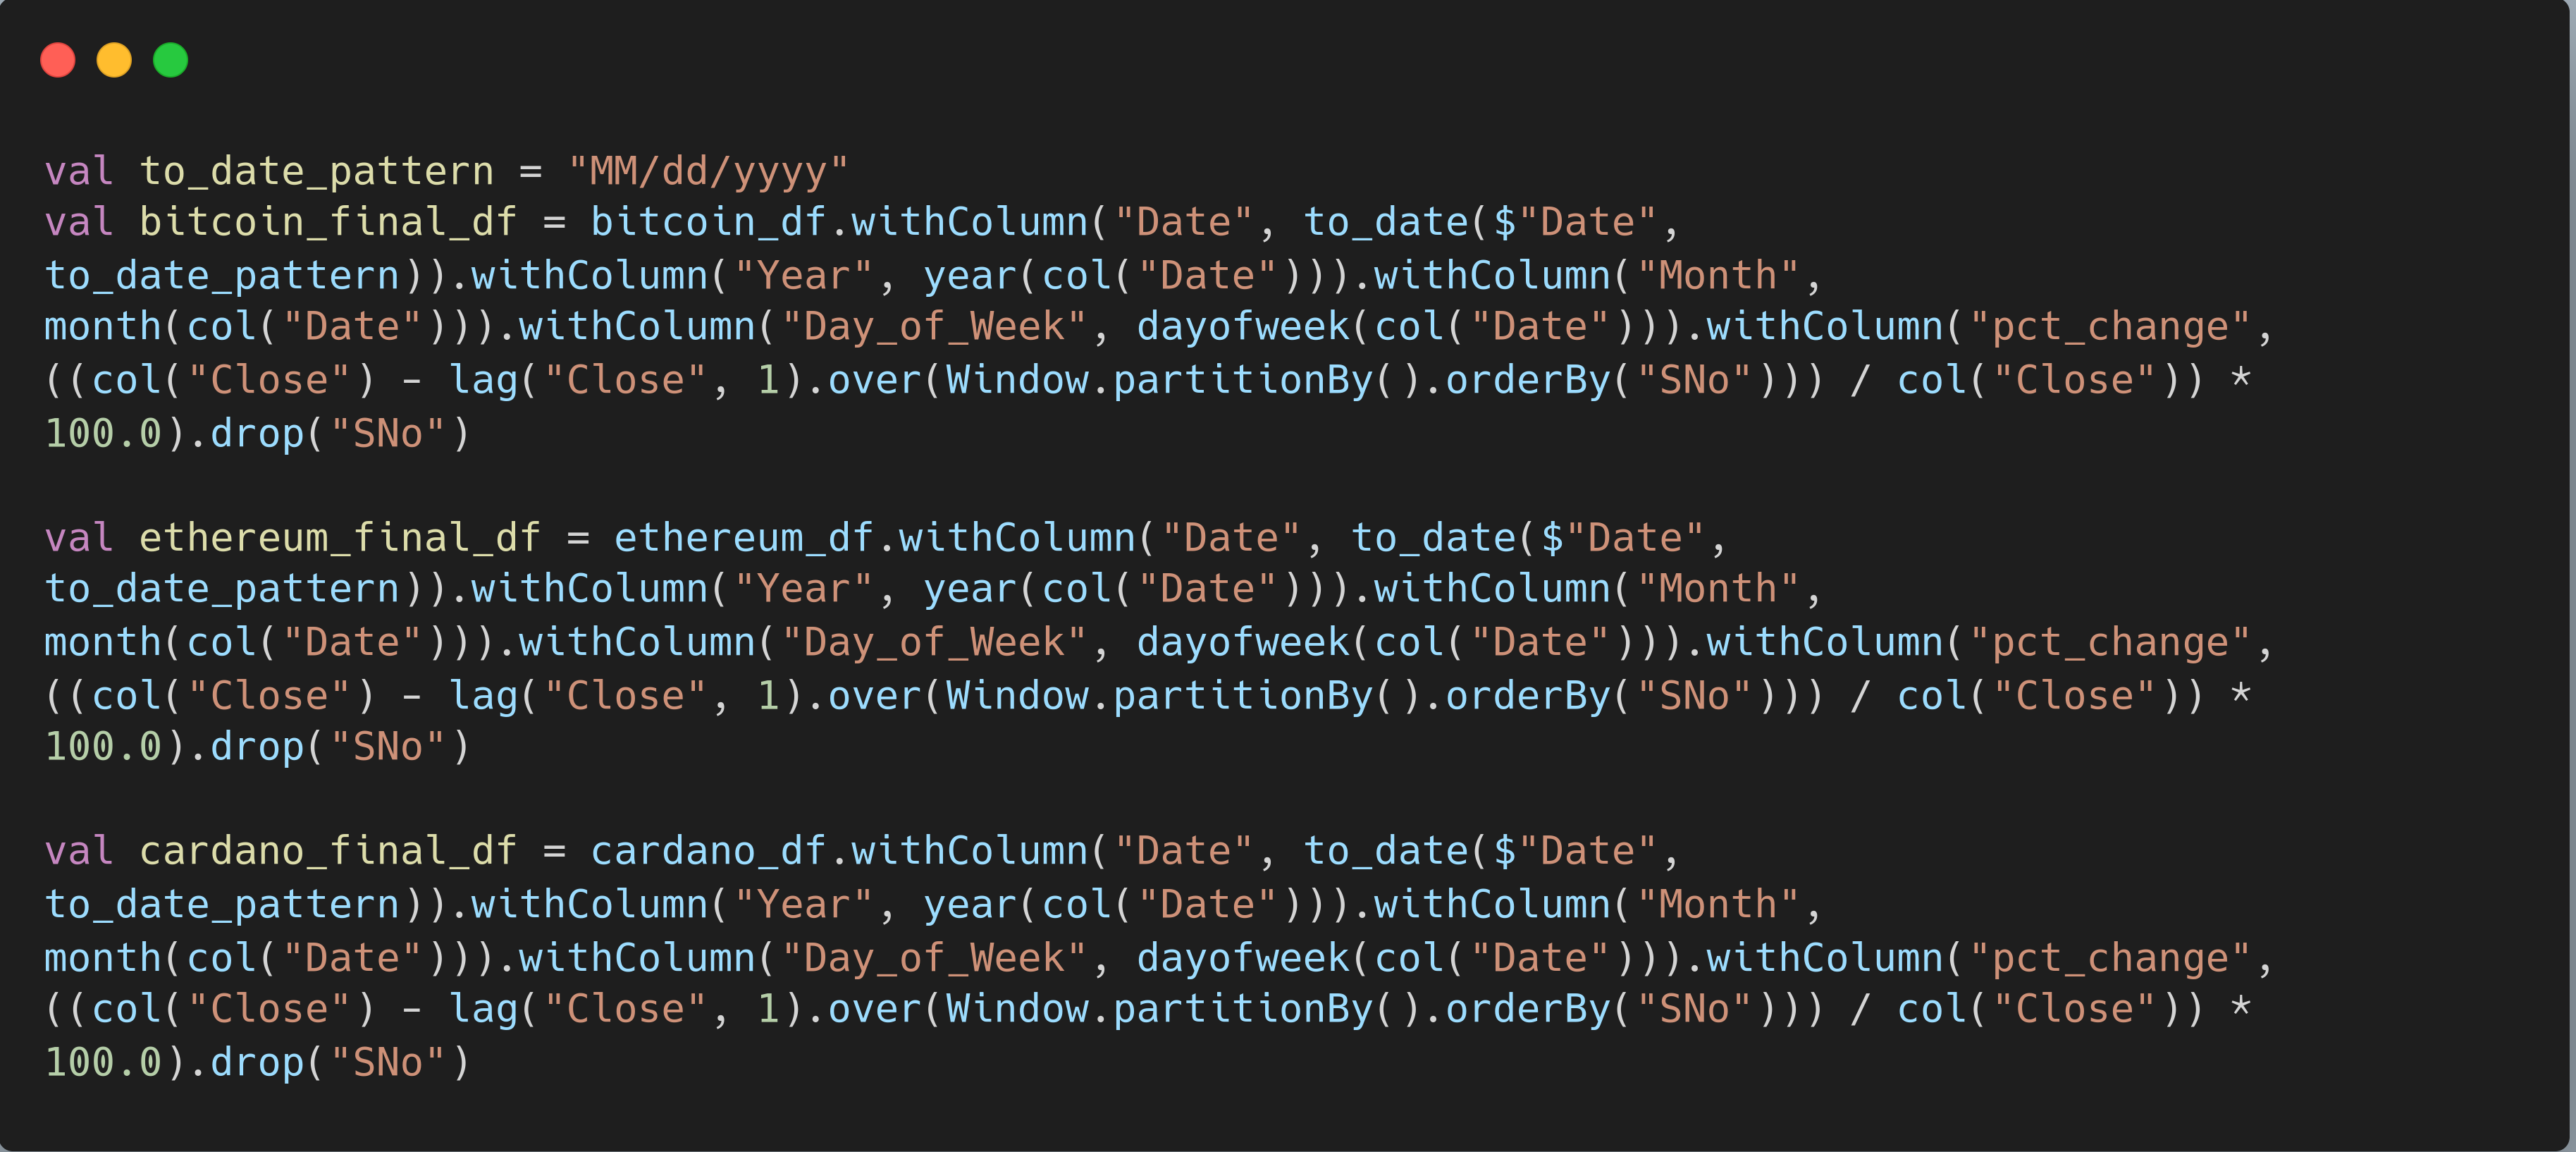 val to_date_pattern = "MM/dd/yyyy"
val bitcoin_final_df = bitcoin_df.withColumn("Date", to_date($"Date",
to_date_pattern)).withColumn("Year", year(col("Date"))).withColumn("Month",
month(col("Date"))).withColumn("Day_of_Week", dayofweek(col("Date"))).withColumn("pct_change",
((col("Close") - lag("Close", 1).over(Window.partitionBy().orderBy("SNo"))) / col("Close")) *
100.0).drop("SNo")
val ethereum_final_df = ethereum_df.withColumn("Date", to_date($"Date",
to_date_pattern)).withColumn("Year", year(col("Date"))).withColumn("Month",
month(col("Date"))).withColumn("Day_of_Week", dayofweek(col("Date"))).withColumn("pct_change",
((col("Close") - lag("Close", 1).over(Window.partitionBy().orderBy("SNo"))) / col("Close")) *
100.0).drop("SNo")
val cardano_final_df = cardano_df.withColumn("Date", to_date($"Date",
to_date_pattern)).withColumn("Year", year(col("Date"))).withColumn("Month",
month(col("Date"))).withColumn("Day_of_Week", dayofweek(col("Date"))).withColumn("pct_change",
((col("Close") - lag("Close", 1).over(Window.partitionBy().orderBy("SNo"))) / col("Close")) *
100.0).drop("SNo")